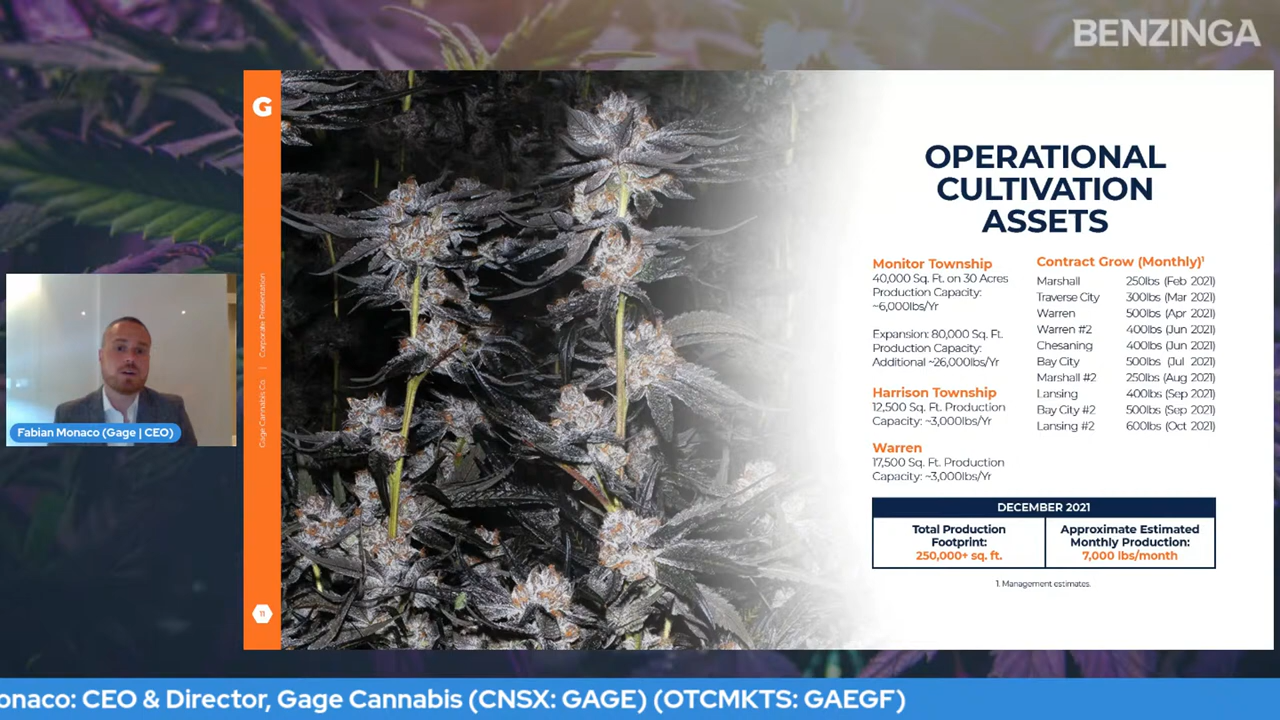 BENZINGA
G
Gage Cannabis Co. | Corporate Presentation
11
OPERATIONAL
CULTIVATION
ASSETS
Monitor Township
40,000 Sq. Ft. on 30 Acres
Production Capacity:
~6,000lbs/Yr
Expansion: 80,000 Sq. Ft.
Production Capacity:
Additional ~26,000lbs/Yr
Harrison Township
12,500 Sq. Ft. Production
Capacity: ~3,000lbs/Yr
Warren
17,500 Sq. Ft. Production
Capacity: ~3,000lbs/Yr
Contract Grow (Monthly)¹
Marshall 250lbs (Feb 2021)
Traverse City 300lbs (Mar 2021)
Warren 500lbs (Apr 2021)
Warren #2 400lbs (Jun 2021)
Chesaning 400lbs (Jun 2021)
Bay City 500lbs (Jul 2021)
Marshall #2 250lbs (Aug 2021)
Lansing 400lbs (Sep 2021)
Bay City #2 500lbs (Sep 2021)
Lansing #2 600lbs (Oct 2021)
DECEMBER 2021
Total Production
Footprint:
250,000+ sq. ft.
Approximate Estimated
Monthly Production:
7,000 lbs/month
1. Management estimates.
Fabian Monaco (Gage | CEO)
onaco: CEO & Director, Gage Cannabis (CNSX: GAGE) (OTCMKTS: GAEGF)